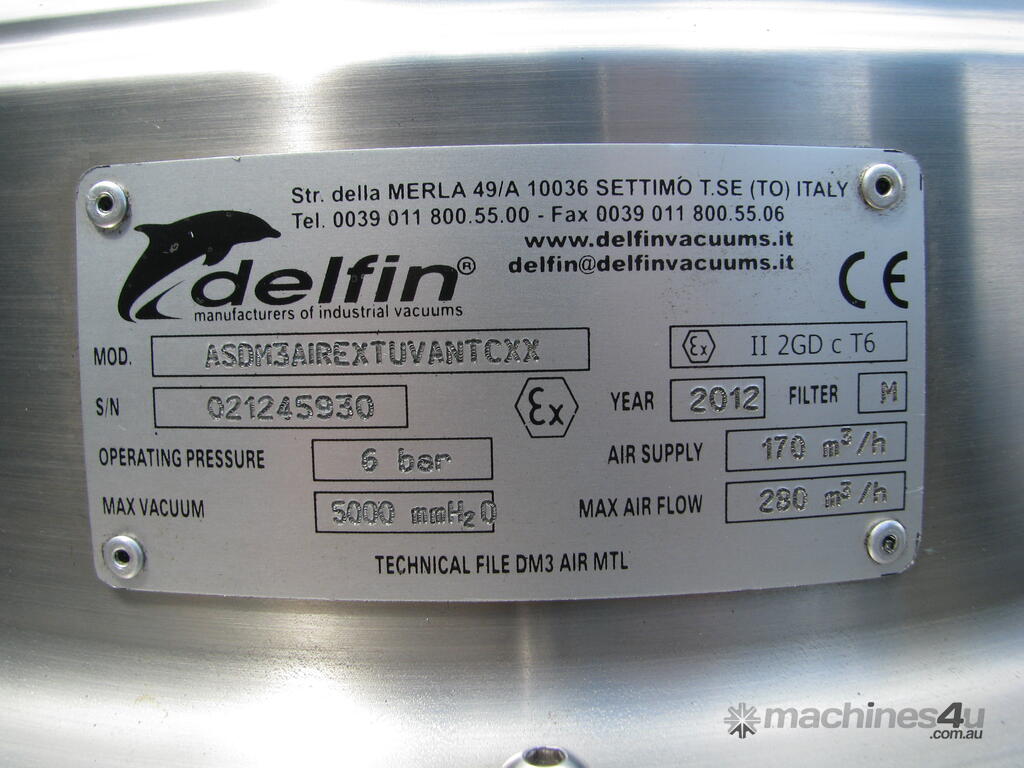 Str. della MERLA 49/A 10036 SETTIMO T.SE (TO) ITALY
Tel. 0039 011 800.55.00 - Fax 0039 011 800.55.06
www.delfinvacuums.it
delfin@delfinvacuums.it
delfin®
manufacturers of industrial vacuums
CE
MOD. ASDM3AIREXTUVANTCXX
Ex II 2GD c T6
S/N 021245930
Ex
YEAR 2012 FILTER M
OPERATING PRESSURE 6 bar
AIR SUPPLY 170 m³/h
MAX VACUUM 5000 mmH₂O
MAX AIR FLOW 280 m³/h
TECHNICAL FILE DM3 AIR MTL
machines4u
.com.au